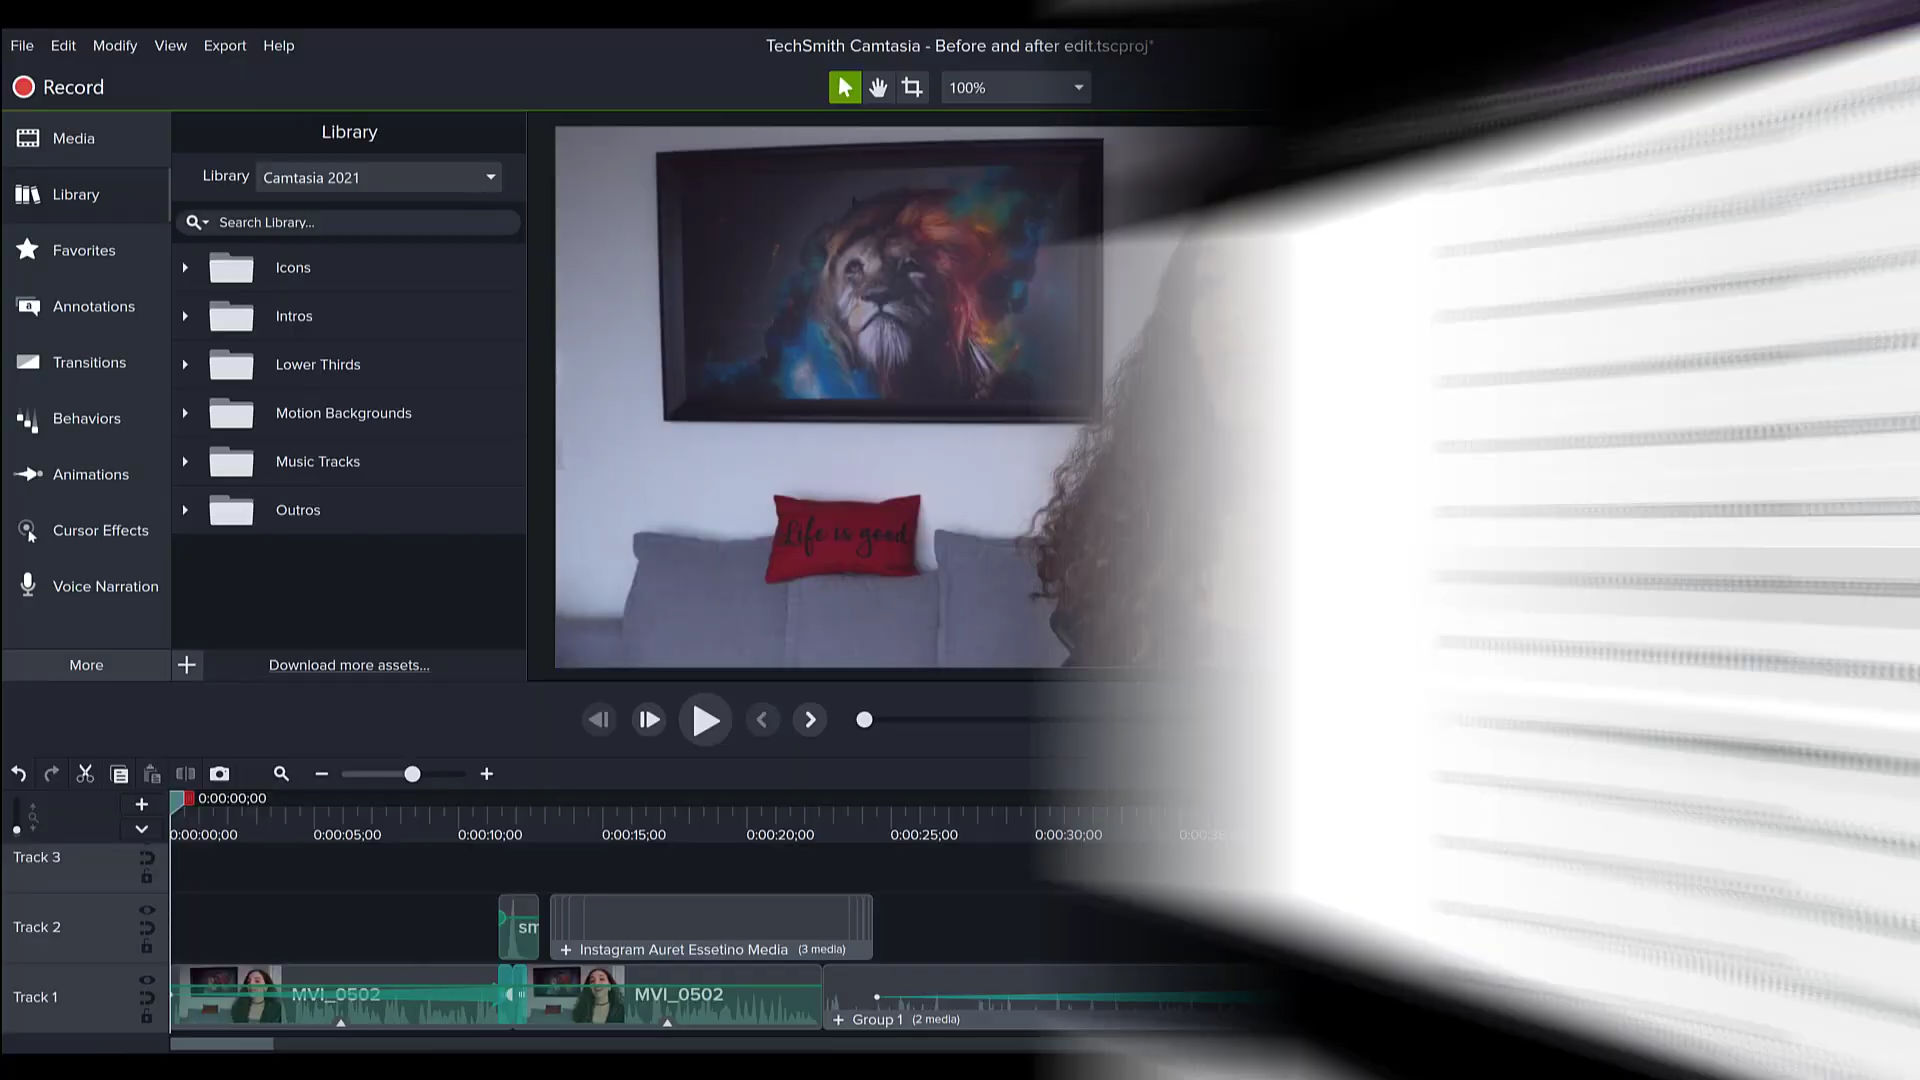 File Edit Modify View Export Help
TechSmith Camtasia - Before and after edit.tscproj*
Record
100%
Media
Library
Favorites
Annotations
Transitions
Behaviors
Animations
Cursor Effects
Voice Narration
More
Library
Library Camtasia 2021
Search Library...
Icons
Intros
Lower Thirds
Motion Backgrounds
Music Tracks
Outros
Download more assets...
Life is good
0:00:00;00
0:00:00;00 0:00:05;00 0:00:10;00 0:00:15;00 0:00:20;00 0:00:25;00 0:00:30;00
Track 3
Track 2
sm
+ Instagram Auret Essetino Media (3 media)
Track 1
MVI_0502
MVI_0502
+ Group 1 (2 media)